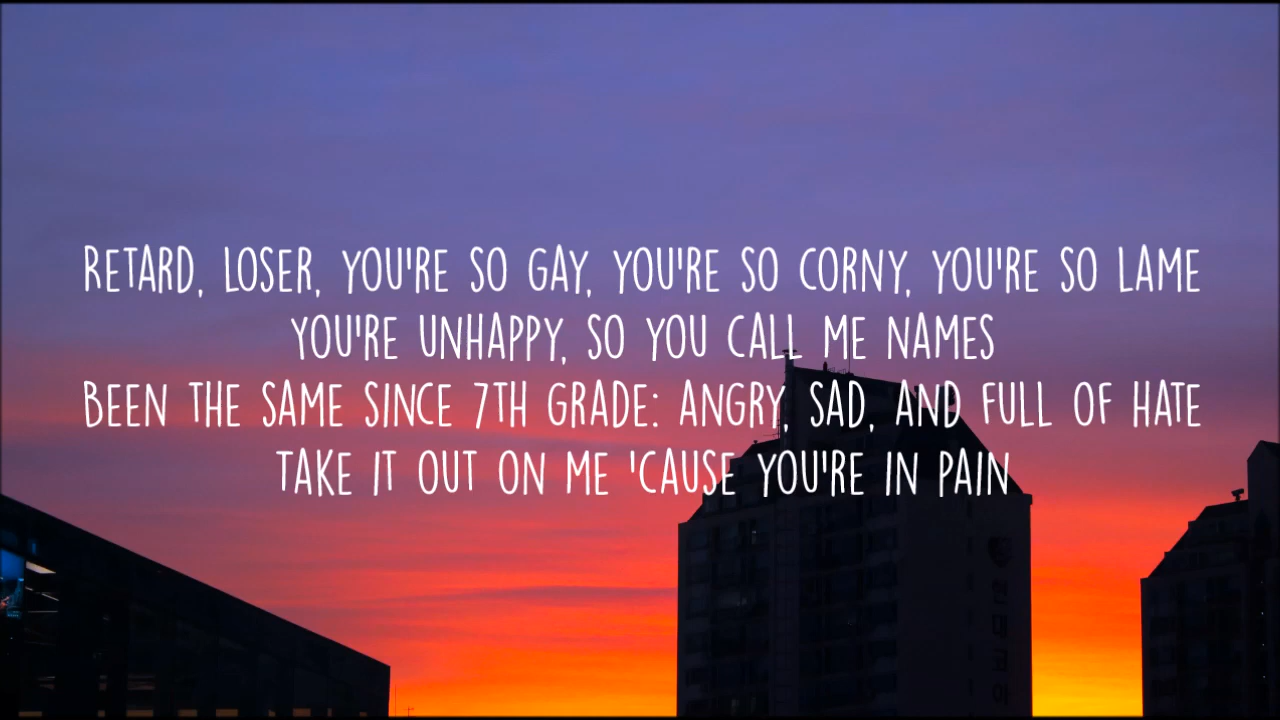 RETARD, LOSER, YOU'RE SO GAY, YOU'RE SO CORNY, YOU'RE SO LAME
YOU'RE UNHAPPY, SO YOU CALL ME NAMES
BEEN THE SAME SINCE 7TH GRADE: ANGRY, SAD, AND FULL OF HATE
TAKE IT OUT ON ME 'CAUSE YOU'RE IN PAIN